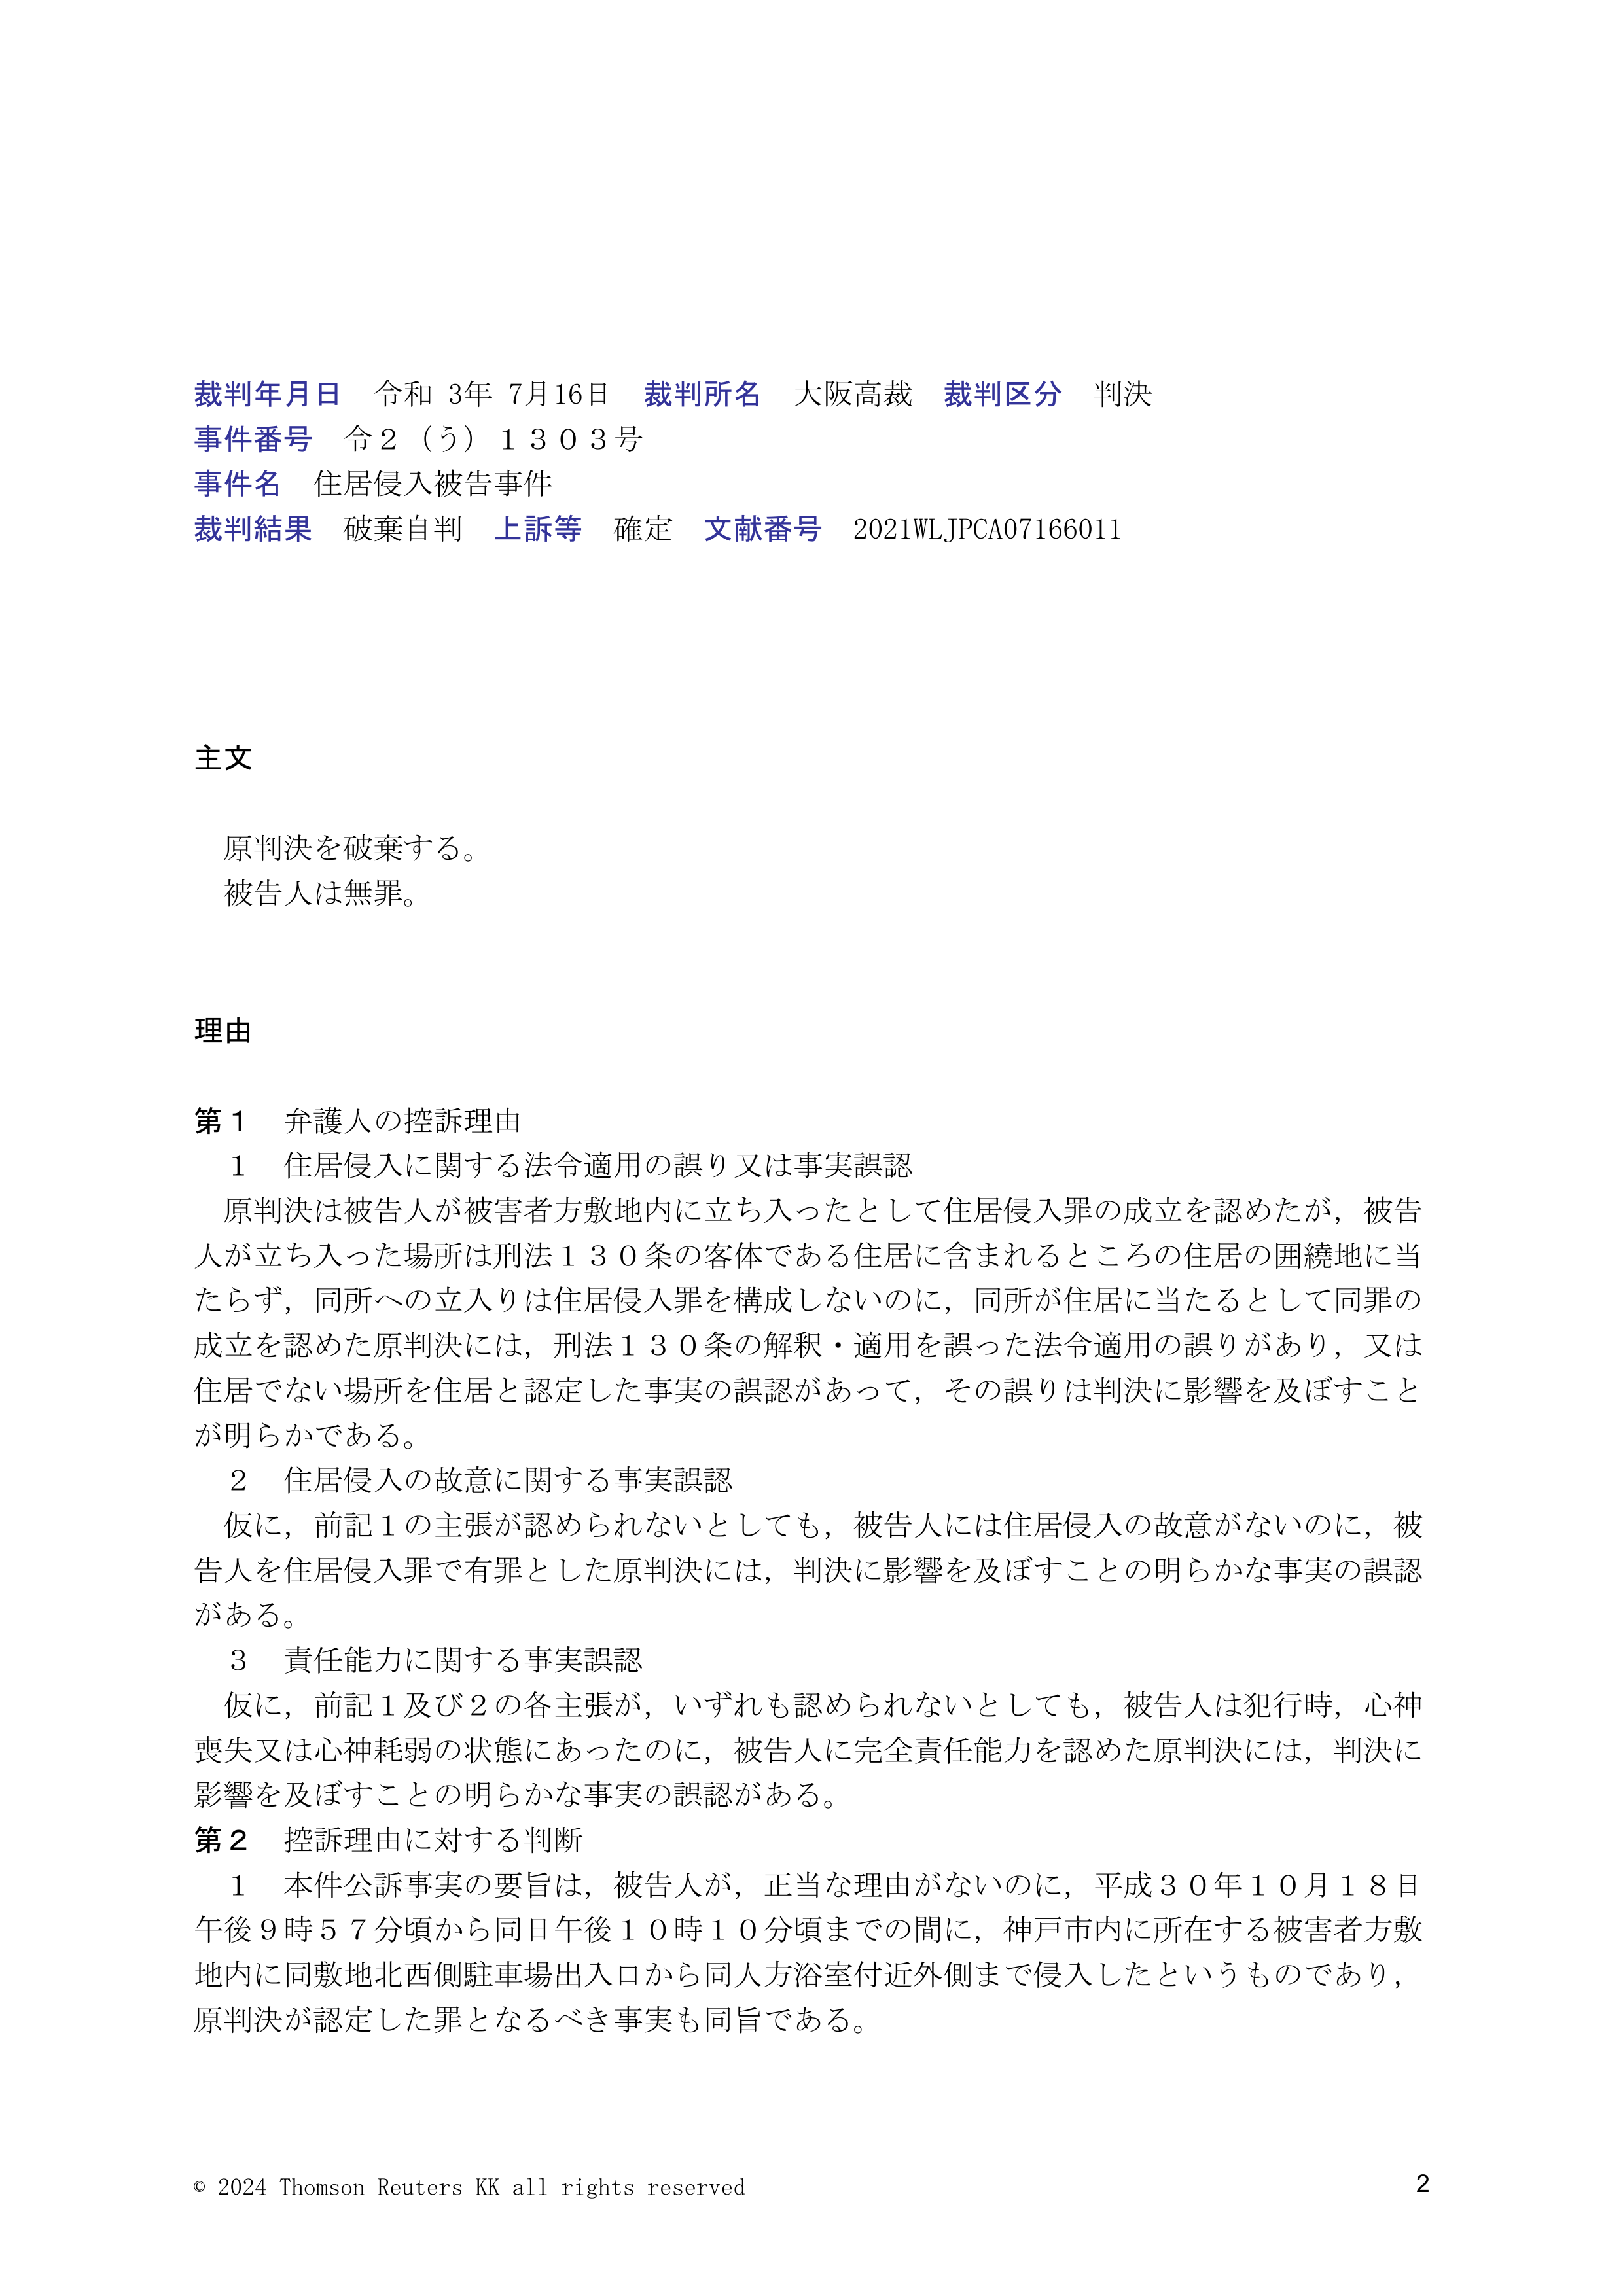 裁判年月日　令和 3年 7月16日　裁判所名　大阪高裁　裁判区分　判決
事件番号　令２（う）１３０３号
事件名　住居侵入被告事件
裁判結果　破棄自判　上訴等　確定　文献番号　2021WLJPCA07166011
主文
　原判決を破棄する。
　被告人は無罪。
理由
第１　弁護人の控訴理由
　１　住居侵入に関する法令適用の誤り又は事実誤認
　原判決は被告人が被害者方敷地内に立ち入ったとして住居侵入罪の成立を認めたが，被告
人が立ち入った場所は刑法１３０条の客体である住居に含まれるところの住居の囲繞地に当
たらず，同所への立入りは住居侵入罪を構成しないのに，同所が住居に当たるとして同罪の
成立を認めた原判決には，刑法１３０条の解釈・適用を誤った法令適用の誤りがあり，又は
住居でない場所を住居と認定した事実の誤認があって，その誤りは判決に影響を及ぼすこと
が明らかである。
　２　住居侵入の故意に関する事実誤認
　仮に，前記１の主張が認められないとしても，被告人には住居侵入の故意がないのに，被
告人を住居侵入罪で有罪とした原判決には，判決に影響を及ぼすことの明らかな事実の誤認
がある。
　３　責任能力に関する事実誤認
　仮に，前記１及び２の各主張が，いずれも認められないとしても，被告人は犯行時，心神
喪失又は心神耗弱の状態にあったのに，被告人に完全責任能力を認めた原判決には，判決に
影響を及ぼすことの明らかな事実の誤認がある。
第２　控訴理由に対する判断
　１　本件公訴事実の要旨は，被告人が，正当な理由がないのに，平成３０年１０月１８日
午後９時５７分頃から同日午後１０時１０分頃までの間に，神戸市内に所在する被害者方敷
地内に同敷地北西側駐車場出入口から同人方浴室付近外側まで侵入したというものであり，
原判決が認定した罪となるべき事実も同旨である。
© 2024 Thomson Reuters KK all rights reserved
2